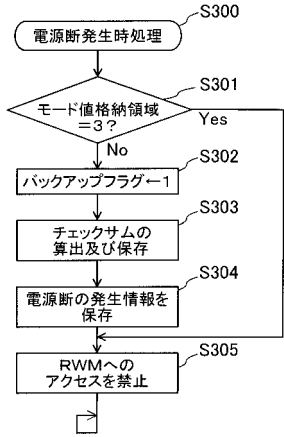 S300
電源断発生時処理
S301
モード値格納領域
＝３？
Yes
No
S302
バックアップフラグ←１
S303
チェックサムの
算出及び保存
S304
電源断の発生情報を
保存
S305
ＲＷＭへの
アクセスを禁止